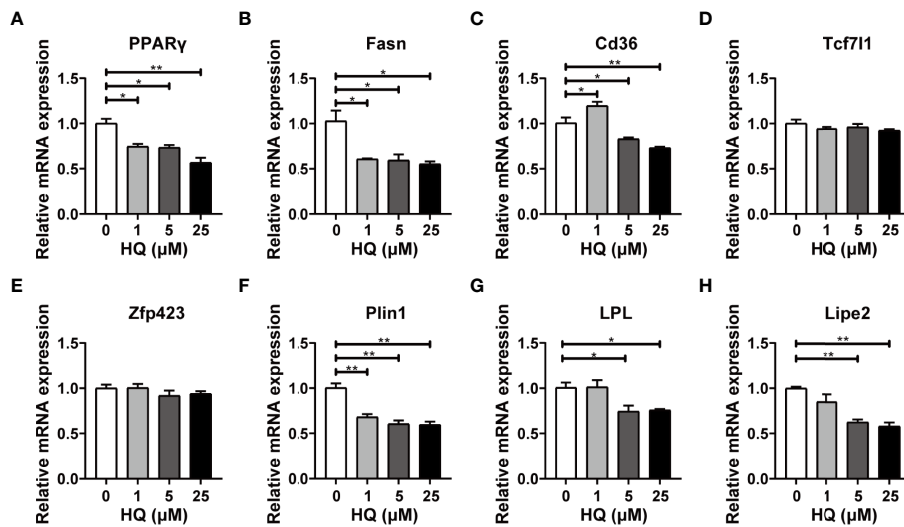 A
PPARγ
Relative mRNA expression
1.5
1.0
0.5
0.0
**
*
*
0 1 5 25
HQ (μM)
B
Fasn
Relative mRNA expression
1.5
1.0
0.5
0.0
*
*
*
0 1 5 25
HQ (μM)
C
Cd36
Relative mRNA expression
1.5
1.0
0.5
0.0
**
*
*
0 1 5 25
HQ (μM)
D
Tcf7l1
Relative mRNA expression
1.5
1.0
0.5
0.0
0 1 5 25
HQ (μM)
E
Zfp423
Relative mRNA expression
1.5
1.0
0.5
0.0
0 1 5 25
HQ (μM)
F
Plin1
Relative mRNA expression
1.5
1.0
0.5
0.0
**
**
**
0 1 5 25
HQ (μM)
G
LPL
Relative mRNA expression
1.5
1.0
0.5
0.0
*
*
0 1 5 25
HQ (μM)
H
Lipe2
Relative mRNA expression
1.5
1.0
0.5
0.0
**
**
0 1 5 25
HQ (μM)